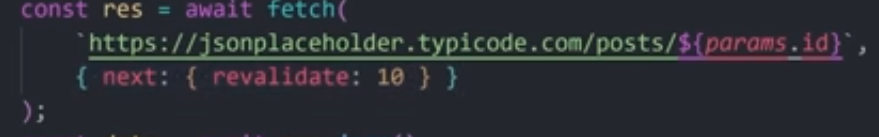 const res = await fetch(
`https://jsonplaceholder.typicode.com/posts/${params.id}`,
{ next: { revalidate: 10 } }
);